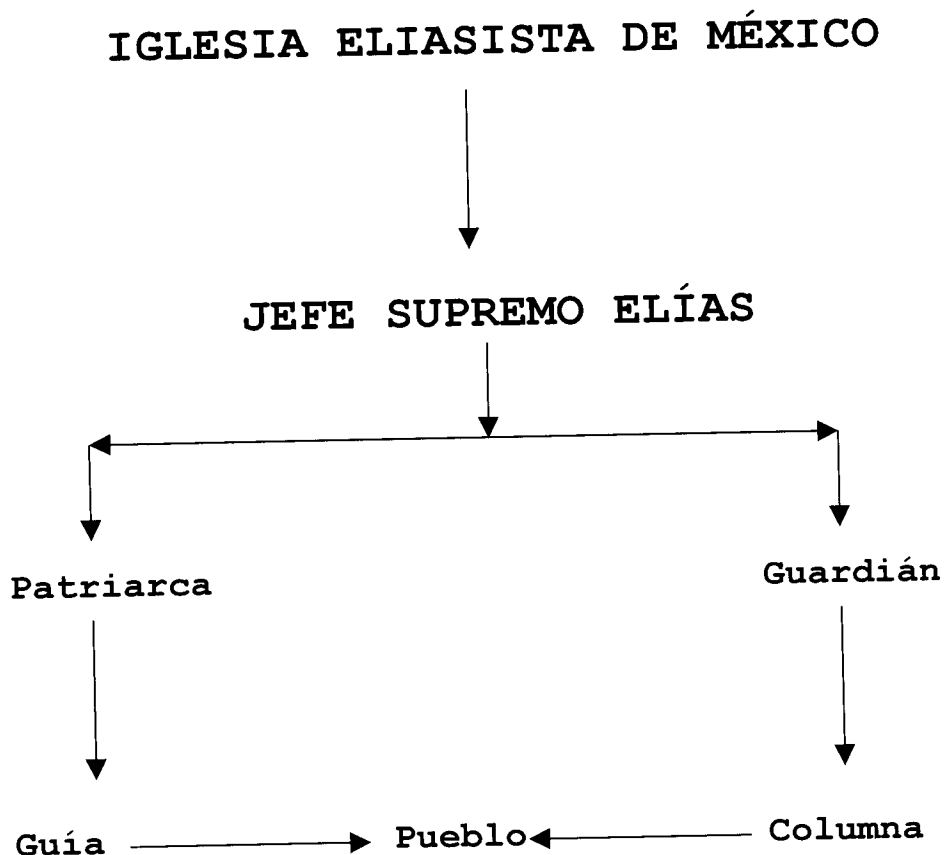 IGLESIA ELIASISTA DE MÉXICO
JEFE SUPREMO ELÍAS
Patriarca Guardián
Guía Pueblo Columna